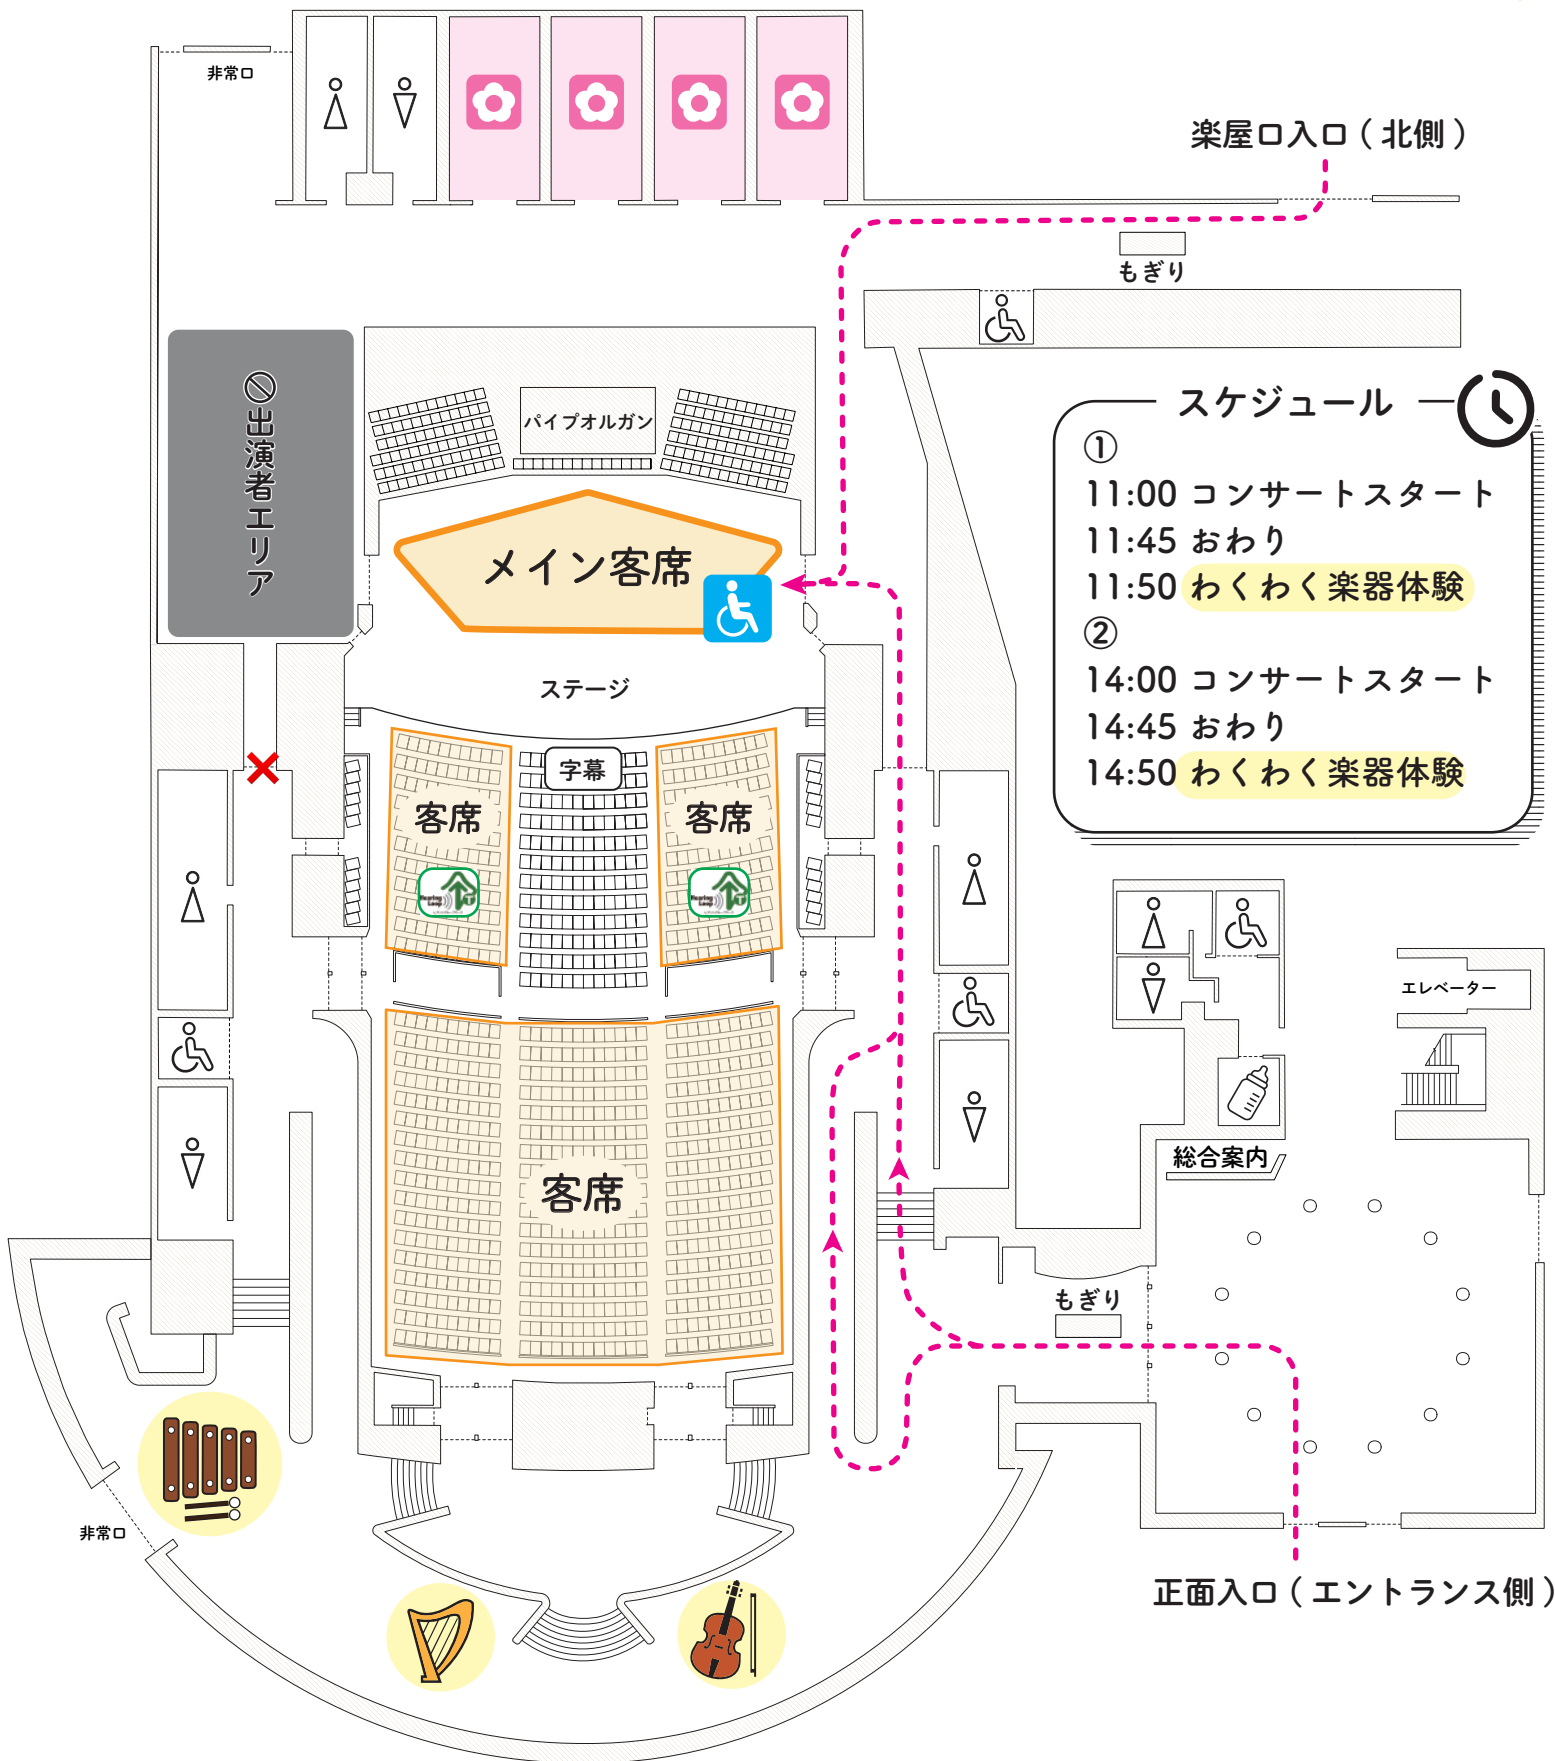 非常口
楽屋口入口 ( 北側 )
もぎり
スケジュール
①
11:00 コンサートスタート
11:45 おわり
11:50 わくわく楽器体験
②
14:00 コンサートスタート
14:45 おわり
14:50 わくわく楽器体験
出演者エリア
パイプオルガン
メイン客席
ステージ
字幕
客席
客席
Hearing Loop
Hearing Loop
T
T
エレベーター
総合案内
客席
もぎり
非常口
正面入口 ( エントランス側 )